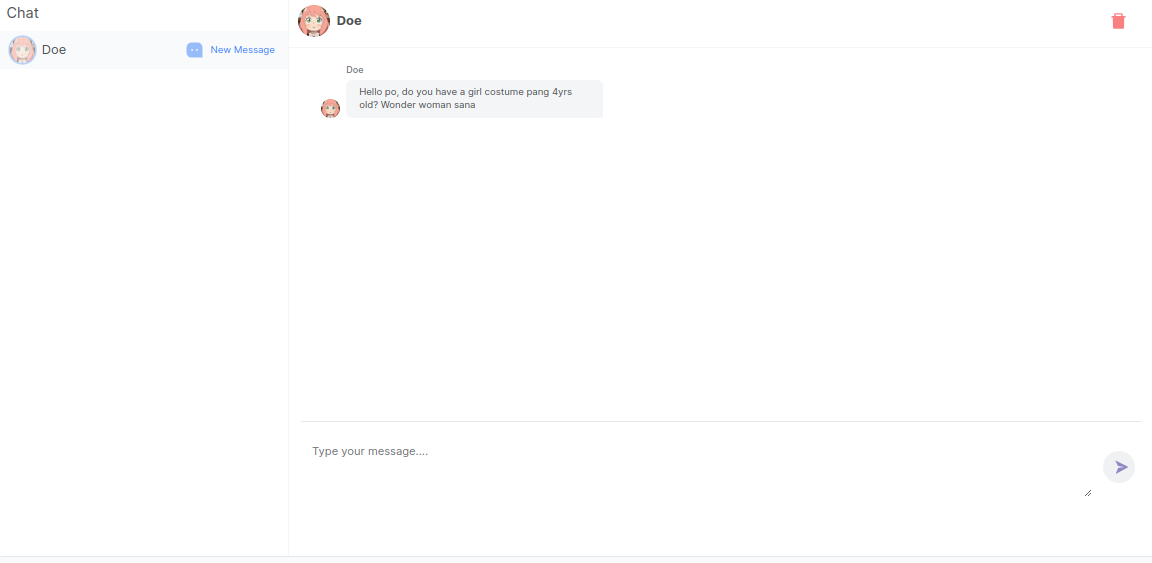 Chat
Doe
New Message
Doe
Doe
Hello po, do you have a girl costume pang 4yrs
old? Wonder woman sana
Type your message....